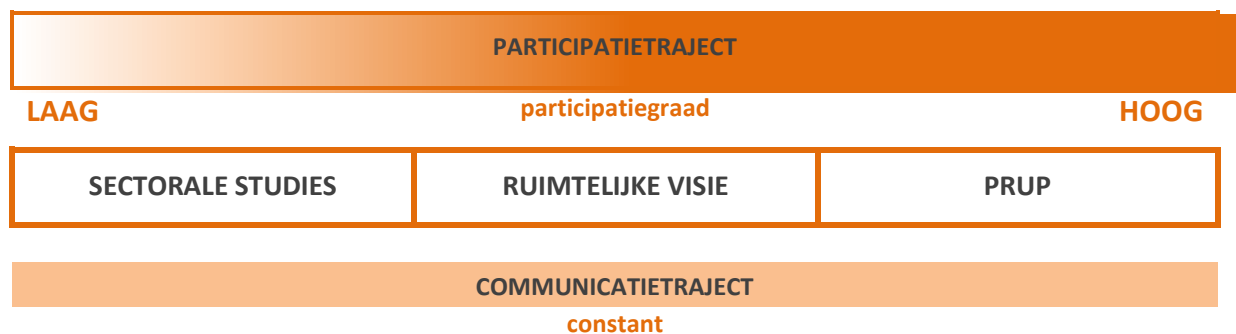 PARTICIPATIETRAJECT
LAAG participatiegraad HOOG
SECTORALE STUDIES RUIMTELIJKE VISIE PRUP
COMMUNICATIETRAJECT
constant